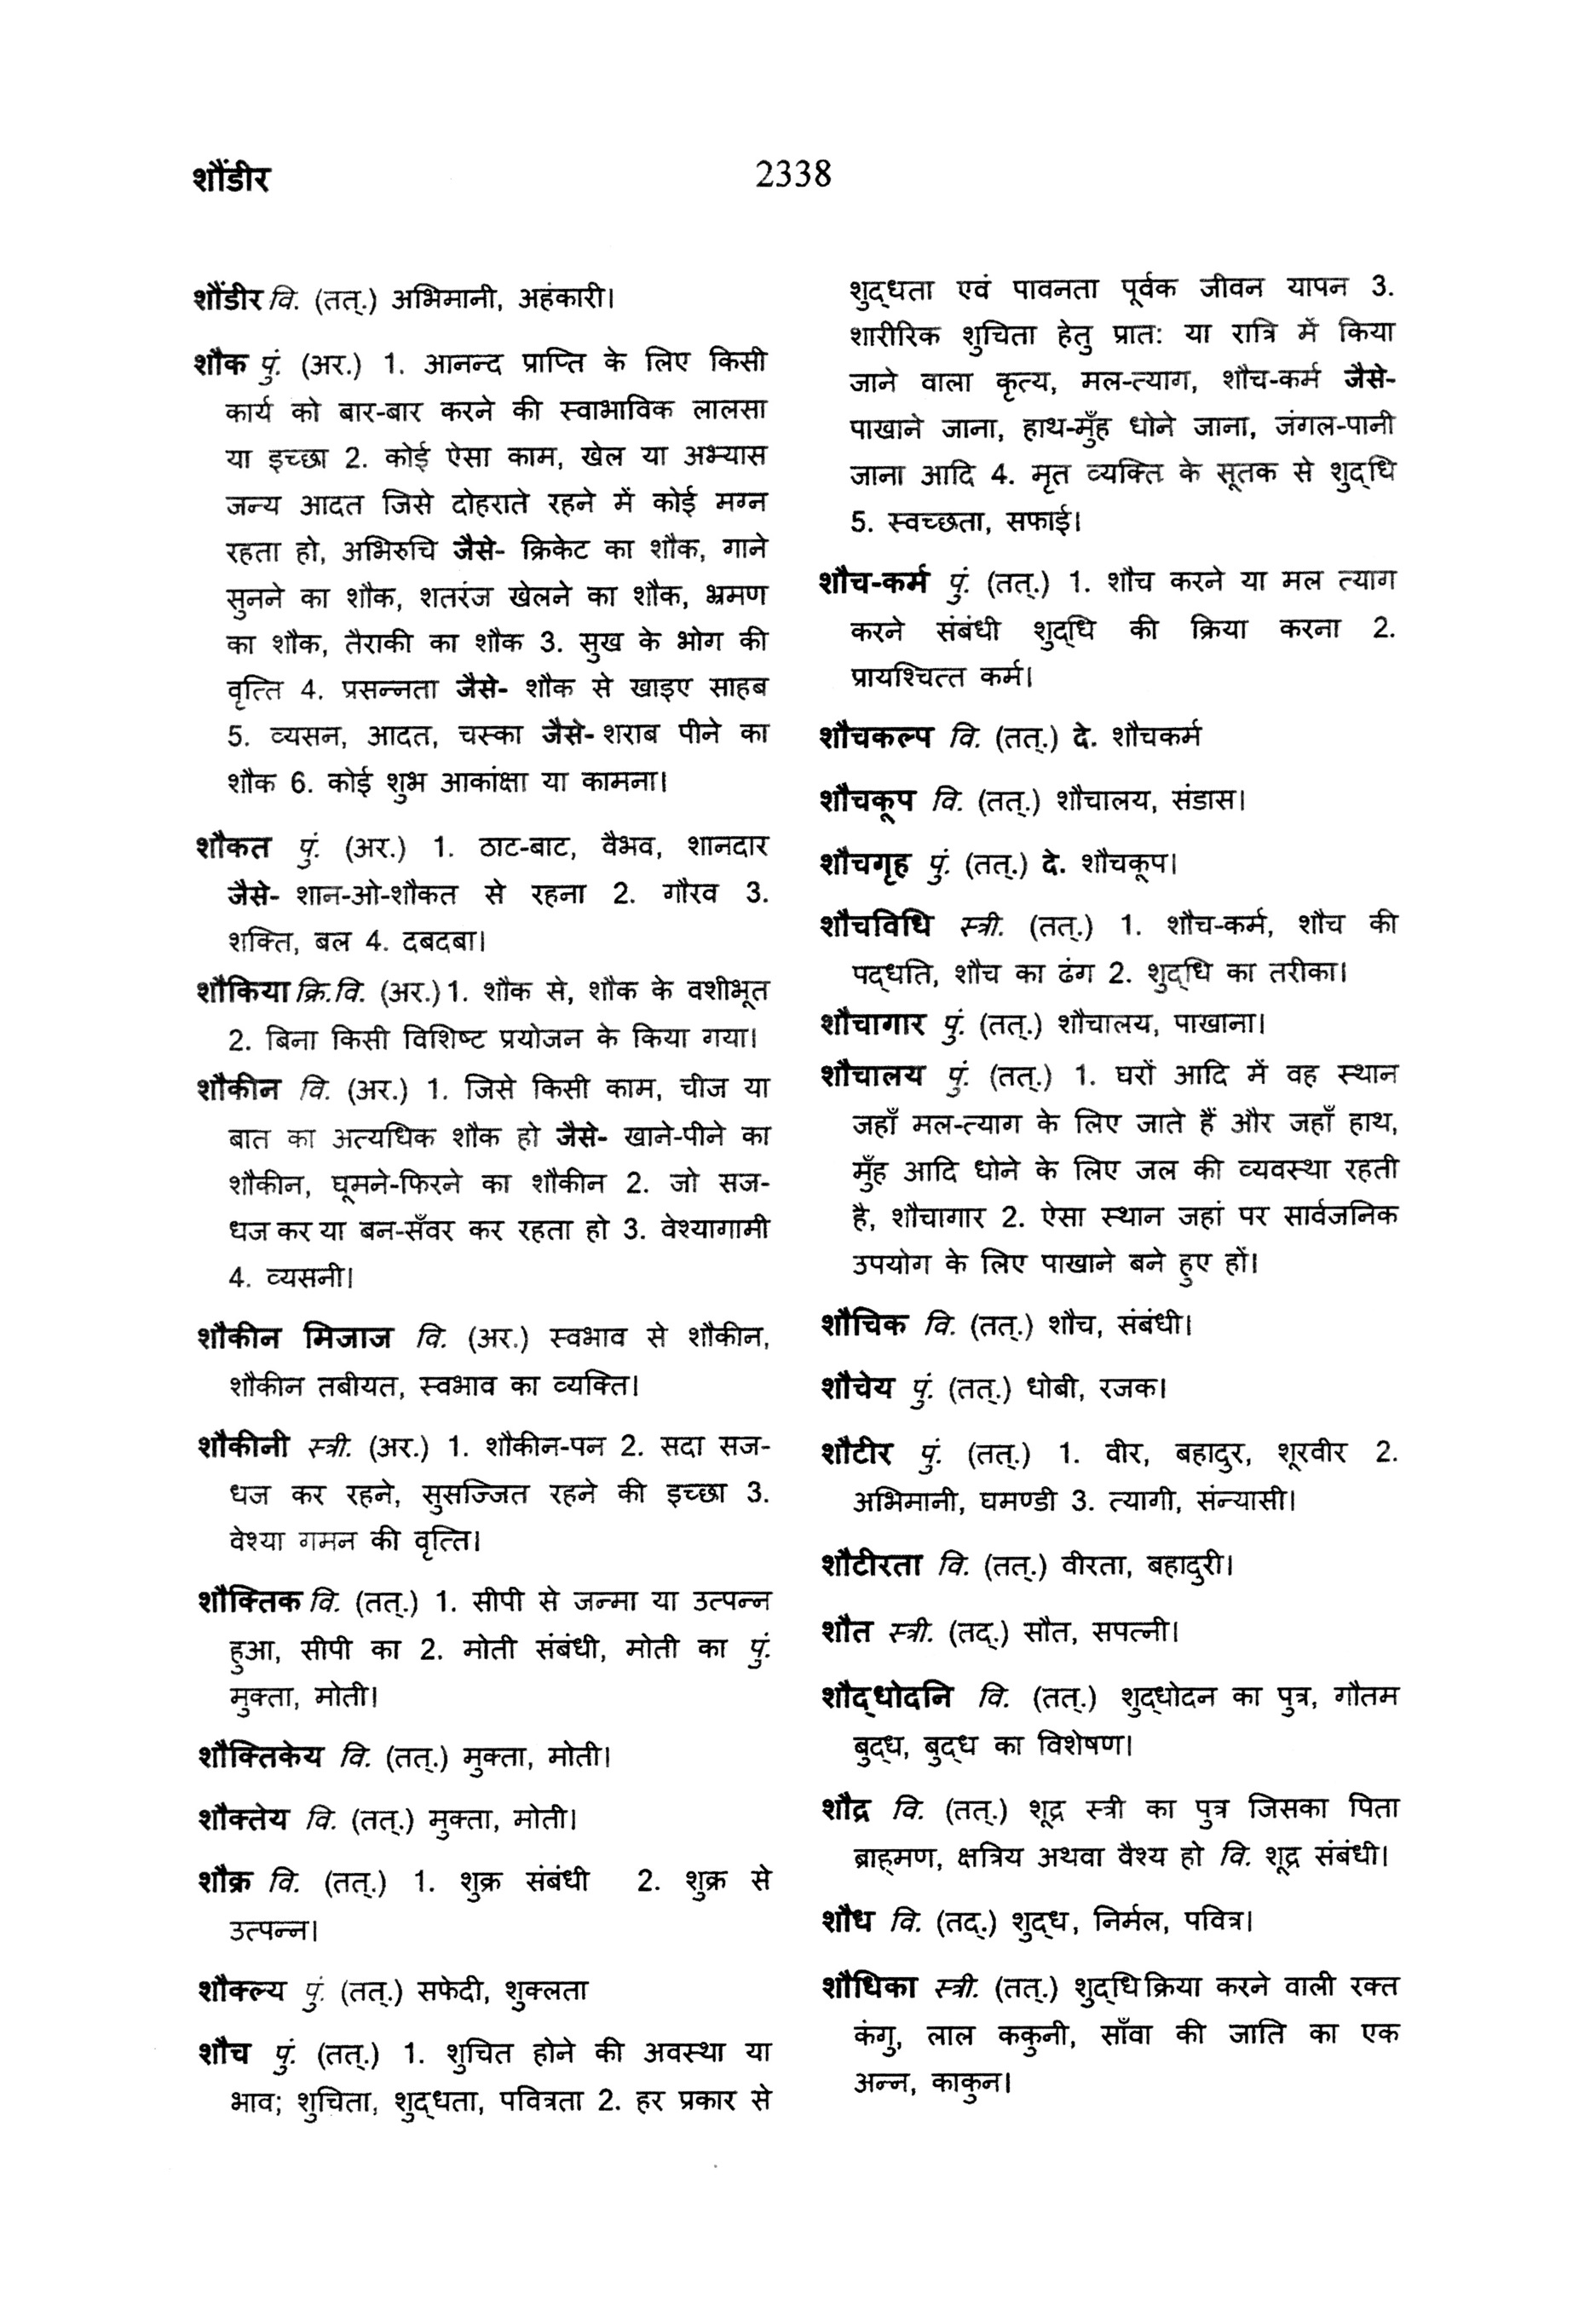 शौंडीर
2338
शौंडीर वि. (तत्.) अभिमानी, अहंकारी।
शौक पुं. (अर.) 1. आनन्द प्राप्ति के लिए किसी
कार्य को बार-बार करने की स्वाभाविक लालसा
या इच्छा 2. कोई ऐसा काम, खेल या अभ्यास
जन्य आदत जिसे दोहराते रहने में कोई मग्न
रहता हो, अभिरुचि जैसे- क्रिकेट का शौक, गाने
सुनने का शौक, शतरंज खेलने का शौक, भ्रमण
का शौक, तैराकी का शौक 3. सुख के भोग की
वृत्ति 4. प्रसन्नता जैसे- शौक से खाइए साहब
5. व्यसन, आदत, चस्का जैसे- शराब पीने का
शौक 6. कोई शुभ आकांक्षा या कामना।
शौकत पुं. (अर.) 1. ठाट-बाट, वैभव, शानदार
जैसे- शान-ओ-शौकत से रहना 2. गौरव 3.
शक्ति, बल 4. दबदबा।
शौकिया क्रि.वि. (अर.) 1. शौक से, शौक के वशीभूत
2. बिना किसी विशिष्ट प्रयोजन के किया गया।
शौकीन वि. (अर.) 1. जिसे किसी काम, चीज या
बात का अत्यधिक शौक हो जैसे- खाने-पीने का
शौकीन, घूमने-फिरने का शौकीन 2. जो सज-
धज कर या बन-सँवर कर रहता हो 3. वेश्यागामी
4. व्यसनी।
शौकीन मिजाज वि. (अर.) स्वभाव से शौकीन,
शौकीन तबीयत, स्वभाव का व्यक्ति।
शौकीनी स्त्री. (अर.) 1. शौकीन-पन 2. सदा सज-
धज कर रहने, सुसज्जित रहने की इच्छा 3.
वेश्या गमन की वृत्ति।
शौक्तिक वि. (तत्.) 1. सीपी से जन्मा या उत्पन्न
हुआ, सीपी का 2. मोती संबंधी, मोती का पुं.
मुक्ता, मोती।
शौक्तिकेय वि. (तत्.) मुक्ता, मोती।
शौक्तेय वि. (तत्.) मुक्ता, मोती।
शौक्र वि. (तत्.) 1. शुक्र संबंधी 2. शुक्र से
उत्पन्न।
शौक्ल्य पुं. (तत्.) सफेदी, शुक्लता
शौच पुं. (तत्.) 1. शुचित होने की अवस्था या
भाव; शुचिता, शुद्धता, पवित्रता 2. हर प्रकार से
शुद्धता एवं पावनता पूर्वक जीवन यापन 3.
शारीरिक शुचिता हेतु प्रात: या रात्रि में किया
जाने वाला कृत्य, मल-त्याग, शौच-कर्म जैसे-
पाखाने जाना, हाथ-मुँह धोने जाना, जंगल-पानी
जाना आदि 4. मृत व्यक्ति के सूतक से शुद्धि
5. स्वच्छता, सफाई।
शौच-कर्म पुं. (तत्.) 1. शौच करने या मल त्याग
करने संबंधी शुद्धि की क्रिया करना 2.
प्रायश्चित्त कर्म।
शौचकल्प वि. (तत्.) दे. शौचकर्म
शौचकूप वि. (तत्.) शौचालय, संडास।
शौचगृह पुं. (तत्.) दे. शौचकूप।
शौचविधि स्त्री. (तत्.) 1. शौच-कर्म, शौच की
पद्धति, शौच का ढंग 2. शुद्धि का तरीका।
शौचागार पुं. (तत्.) शौचालय, पाखाना।
शौचालय पुं. (तत्.) 1. घरों आदि में वह स्थान
जहाँ मल-त्याग के लिए जाते हैं और जहाँ हाथ,
मुँह आदि धोने के लिए जल की व्यवस्था रहती
है, शौचागार 2. ऐसा स्थान जहां पर सार्वजनिक
उपयोग के लिए पाखाने बने हुए हों।
शौचिक वि. (तत्.) शौच, संबंधी।
शौचेय पुं. (तत्.) धोबी, रजक।
शौटीर पुं. (तत्.) 1. वीर, बहादुर, शूरवीर 2.
अभिमानी, घमण्डी 3. त्यागी, संन्यासी।
शौटीरता वि. (तत्.) वीरता, बहादुरी।
शौत स्त्री. (तद्.) सौत, सपत्नी।
शौद्धोदनि वि. (तत्.) शुद्धोदन का पुत्र, गौतम
बुद्ध, बुद्ध का विशेषण।
शौद्र वि. (तत्.) शूद्र स्त्री का पुत्र जिसका पिता
ब्राह्मण, क्षत्रिय अथवा वैश्य हो वि. शूद्र संबंधी।
शौध वि. (तद्.) शुद्ध, निर्मल, पवित्र।
शौधिका स्त्री. (तत्.) शुद्धि क्रिया करने वाली रक्त
कंगु, लाल ककुनी, साँवा की जाति का एक
अन्न, काकुन।